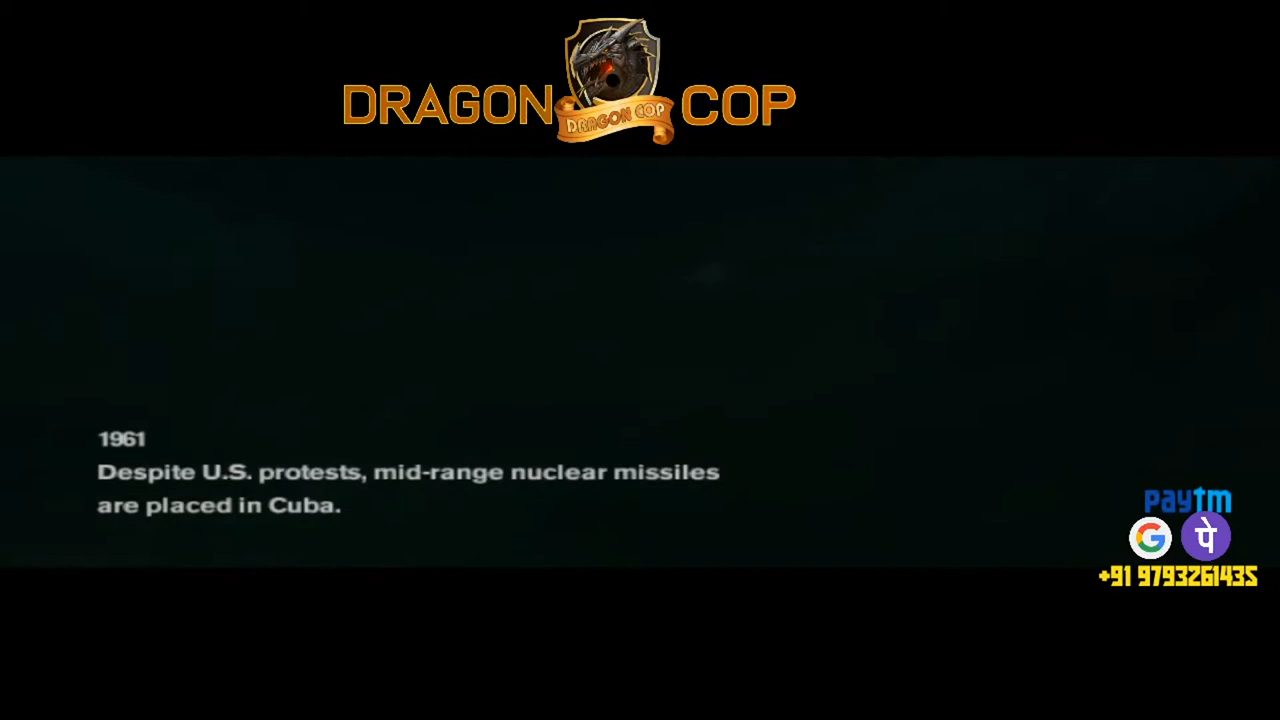 DRAGON COP
DRAGON COP
1961
Despite U.S. protests, mid-range nuclear missiles
are placed in Cuba.
paytm
G पे
+91 9793261435